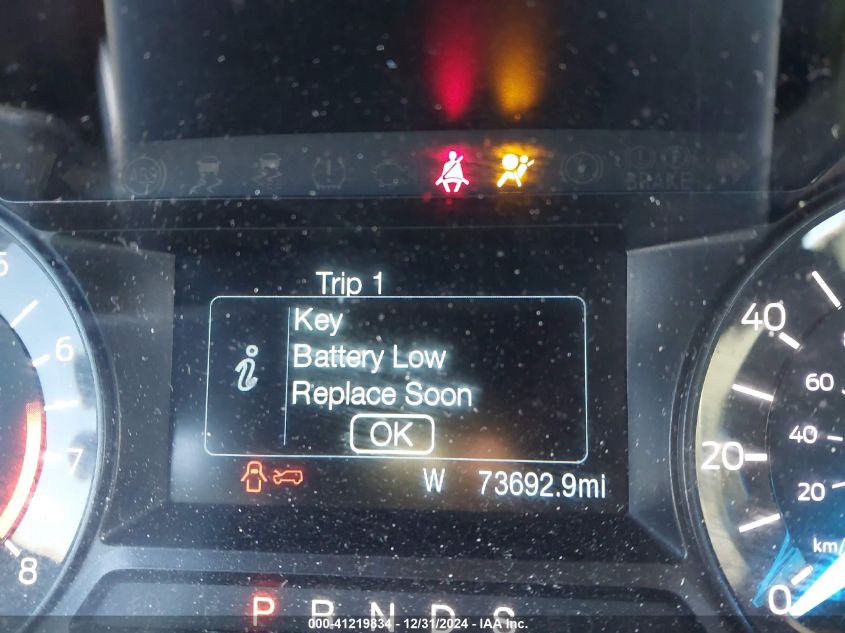 ABS
BRAKE
5
6
7
8
Trip 1
Key
Battery Low
Replace Soon
OK
W 73692.9mi
40
20
0
60
40
20
km/
P R N D S
000-41219834 - 12/31/2024 - IAA Inc.